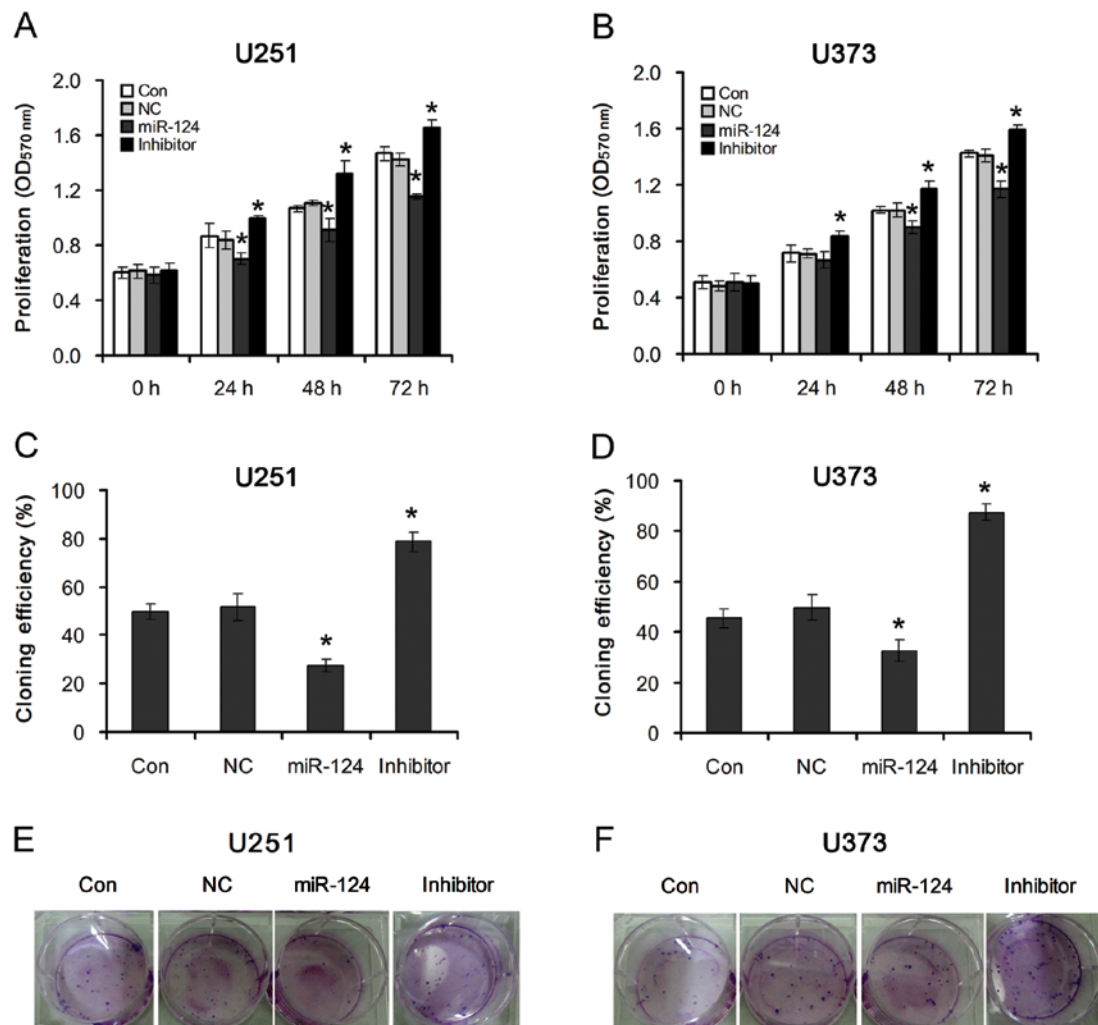 A
U251
Proliferation (OD570 nm)
2.0
1.6
1.2
0.8
0.4
0.0
Con
NC
miR-124
Inhibitor
*
*
*
*
*
*
0 h 24 h 48 h 72 h
B
U373
Proliferation (OD570 nm)
2.0
1.6
1.2
0.8
0.4
0.0
Con
NC
miR-124
Inhibitor
*
*
*
*
*
0 h 24 h 48 h 72 h
C
U251
Cloning efficiency (%)
100
80
60
40
20
0
*
*
Con NC miR-124 Inhibitor
D
U373
Cloning efficiency (%)
100
80
60
40
20
0
*
*
Con NC miR-124 Inhibitor
E
U251
Con NC miR-124 Inhibitor
F
U373
Con NC miR-124 Inhibitor